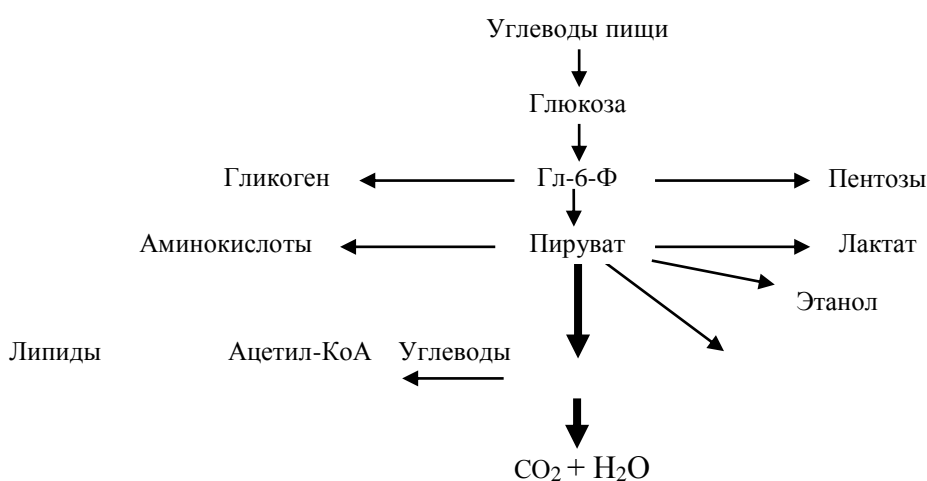 Углеводы пищи
Глюкоза
Гликоген Гл-6-Ф Пентозы
Аминокислоты Пируват Лактат
Этанол
Липиды Ацетил-КоА Углеводы
CO₂ + H₂O